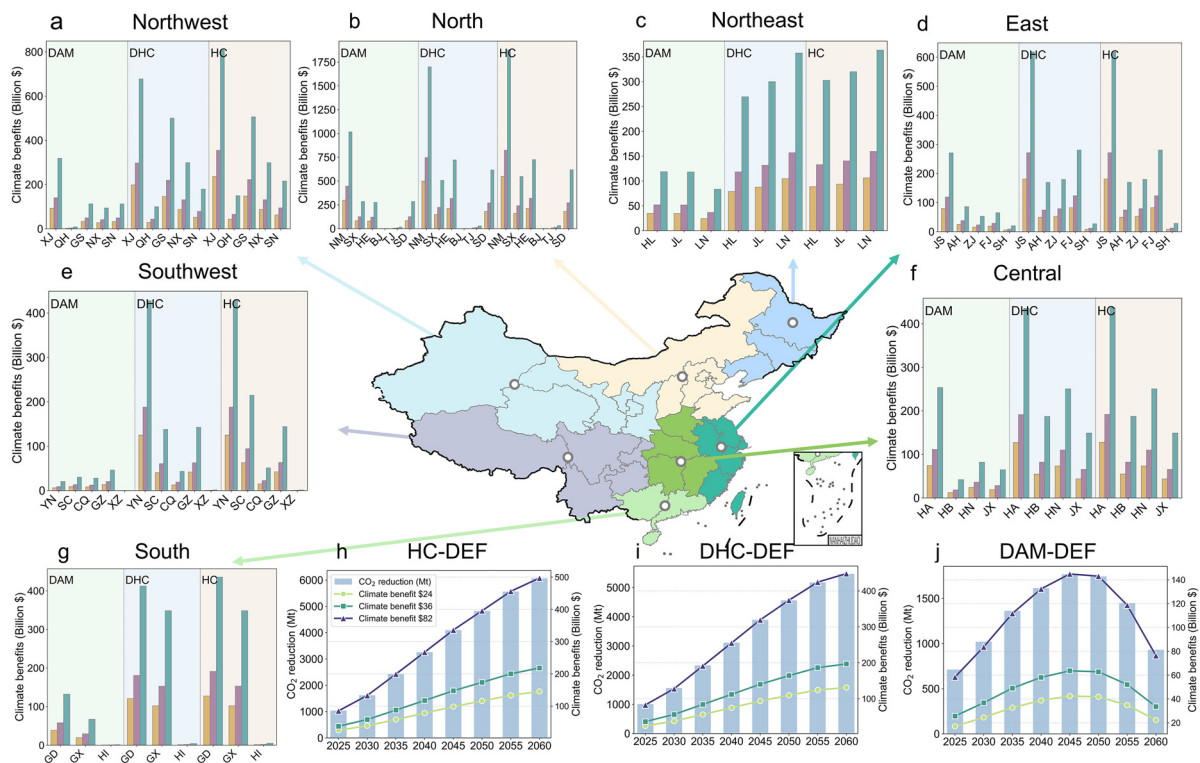 a Northwest
Climate benefits (Billion $)
800
600
400
200
0
DAM DHC HC
XJ QH GS NX SN XJ QH GS NX SN XJ QH GS NX SN
b North
Climate benefits (Billion $)
1750
1500
1250
1000
750
500
250
0
DAM DHC HC
NM SX HE BJ TJ SD NM SX HE BJ TJ SD NM SX HE BJ TJ SD
c Northeast
Climate benefits (Billion $)
350
300
250
200
150
100
50
0
DAM DHC HC
HL JL LN HL JL LN HL JL LN
d East
Climate benefits (Billion $)
600
500
400
300
200
100
0
DAM DHC HC
JS AH ZJ FJ SH JS AH ZJ FJ SH JS AH ZJ FJ SH
e Southwest
Climate benefits (Billion $)
400
300
200
100
0
DAM DHC HC
YN SC CQ GZ XZ YN SC CQ GZ XZ YN SC CQ GZ XZ
NANHAIZHUDAO
f Central
Climate benefits (Billion $)
400
300
200
100
0
DAM DHC HC
HA HB HN JX HA HB HN JX HA HB HN JX
g South
Climate benefits (Billion $)
400
300
200
100
0
DAM DHC HC
GD GX HI GD GX HI GD GX HI
h HC-DEF
CO₂ reduction (Mt)
6000
5000
4000
3000
2000
1000
0
CO₂ reduction (Mt)
Climate benefit $24
Climate benefit $36
Climate benefit $82
500
400
300
200
100
Climate benefits (Billion $)
2025 2030 2035 2040 2045 2050 2055 2060
i DHC-DEF
CO₂ reduction (Mt)
5000
4000
3000
2000
1000
0
400
300
200
100
Climate benefits (Billion $)
2025 2030 2035 2040 2045 2050 2055 2060
j DAM-DEF
CO₂ reduction (Mt)
1500
1000
500
0
140
120
100
80
60
40
20
Climate benefits (Billion $)
2025 2030 2035 2040 2045 2050 2055 2060